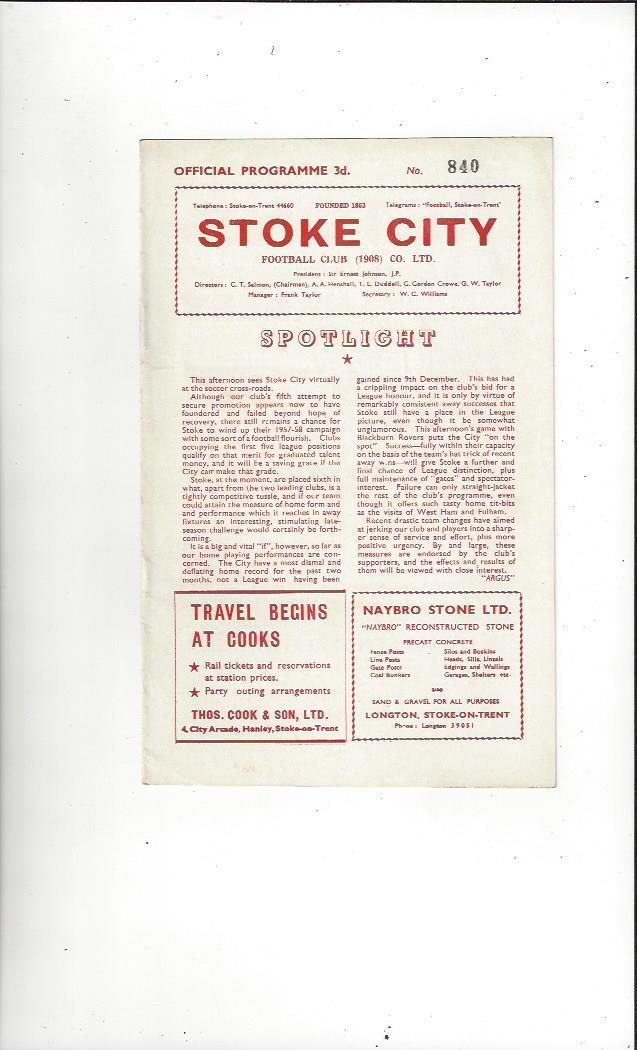 OFFICIAL PROGRAMME 3d. No. 840
Telephone : Stoke-on-Trent 44660 FOUNDED 1863 Telegrams : "Football, Stoke-on-Trent"
STOKE CITY
FOOTBALL CLUB (1908) CO. LTD.
President : Sir Ernest Johnson, J.P.
Directors : C. T. Salmon, (Chairman), A. A. Henshall, T. L. Duddell, G. Gordon Crowe, G. W. Taylor
Manager : Frank Taylor Secretary : W. C. Williams
SPOTLIGHT
This afternoon sees Stoke City virtually
at the soccer cross-roads.
Although our club's fifth attempt to
secure promotion appears now to have
foundered and failed beyond hope of
recovery, there still remains a chance for
Stoke to wind up their 1957-58 campaign
with some sort of a football flourish. Clubs
occupying the first five league positions
qualify on that merit for graduated talent
money, and it will be a saving grace if the
City can make that grade.
Stoke, at the moment, are placed sixth in
what, apart from the two leading clubs, is a
tightly competitive tussle, and if our team
could attain the measure of home form and
and performance which it reaches in away
fixtures an interesting, stimulating late-
season challenge would certainly be forth-
coming.
It is a big and vital "if", however, so far as
our home playing performances are con-
cerned. The City have a most dismal and
deflating home record for the past two
months, not a League win having been
gained since 9th December. This has had
a crippling impact on the club's bid for a
League honour, and it is only by virtue of
remarkably consistent away successes that
Stoke still have a place in the League
picture, even though it be somewhat
unglamorous. This afternoon's game with
Blackburn Rovers puts the City "on the
spot" Success—fully within their capacity
on the basis of the team's hat trick of recent
away wins—will give Stoke a further and
final chance of League distinction, plus
full maintenance of "gates" and spectator-
interest. Failure can only straight-jacket
the rest of the club's programme, even
though it offers such tasty home tit-bits
as the visits of West Ham and Fulham.
Recent drastic team changes have aimed
at jerking our club and players into a sharp-
er sense of service and effort, plus more
positive urgency. By and large, these
measures are endorsed by the club's
supporters, and the effects and results of
them will be viewed with close interest.
"ARGUS"
TRAVEL BEGINS
AT COOKS
Rail tickets and reservations
at station prices.
Party outing arrangements
THOS. COOK & SON, LTD.
4, City Arcade, Hanley, Stoke-on-Trent
NAYBRO STONE LTD.
"NAYBRO" RECONSTRUCTED STONE
PRECAST CONCRETE
Fence Posts Silos and Boskins
Line Posts Heads, Sills, Lintels
Gate Posts Edgings and Wallings
Coal Bunkers Garages, Shelters etc.
also
SAND & GRAVEL FOR ALL PURPOSES
LONGTON, STOKE-ON-TRENT
Phone : Longton 39051